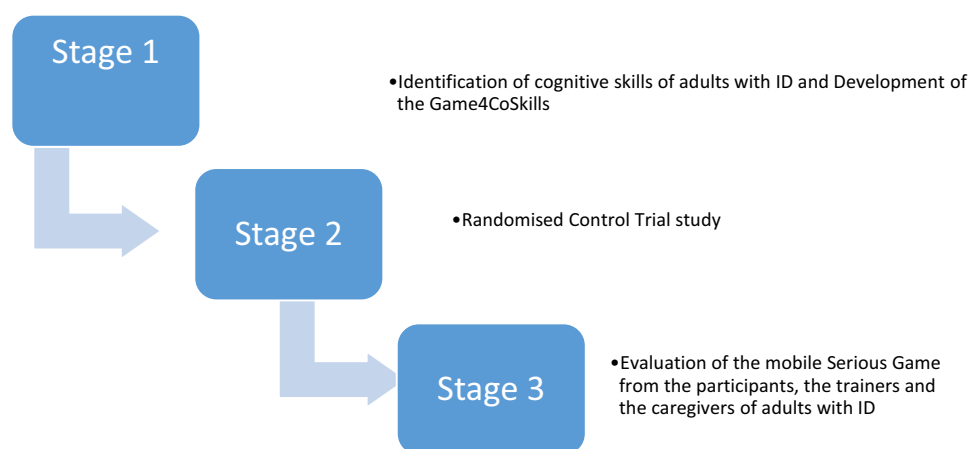 Stage 1
•Identification of cognitive skills of adults with ID and Development of
the Game4CoSkills
Stage 2
•Randomised Control Trial study
Stage 3
•Evaluation of the mobile Serious Game
from the participants, the trainers and
the caregivers of adults with ID